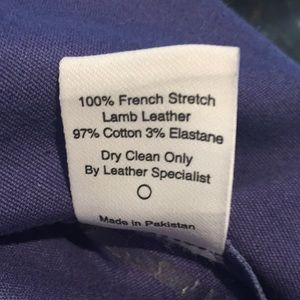 100% French Stretch
Lamb Leather
97% Cotton 3% Elastane
Dry Clean Only
By Leather Specialist
Made in Pakistan